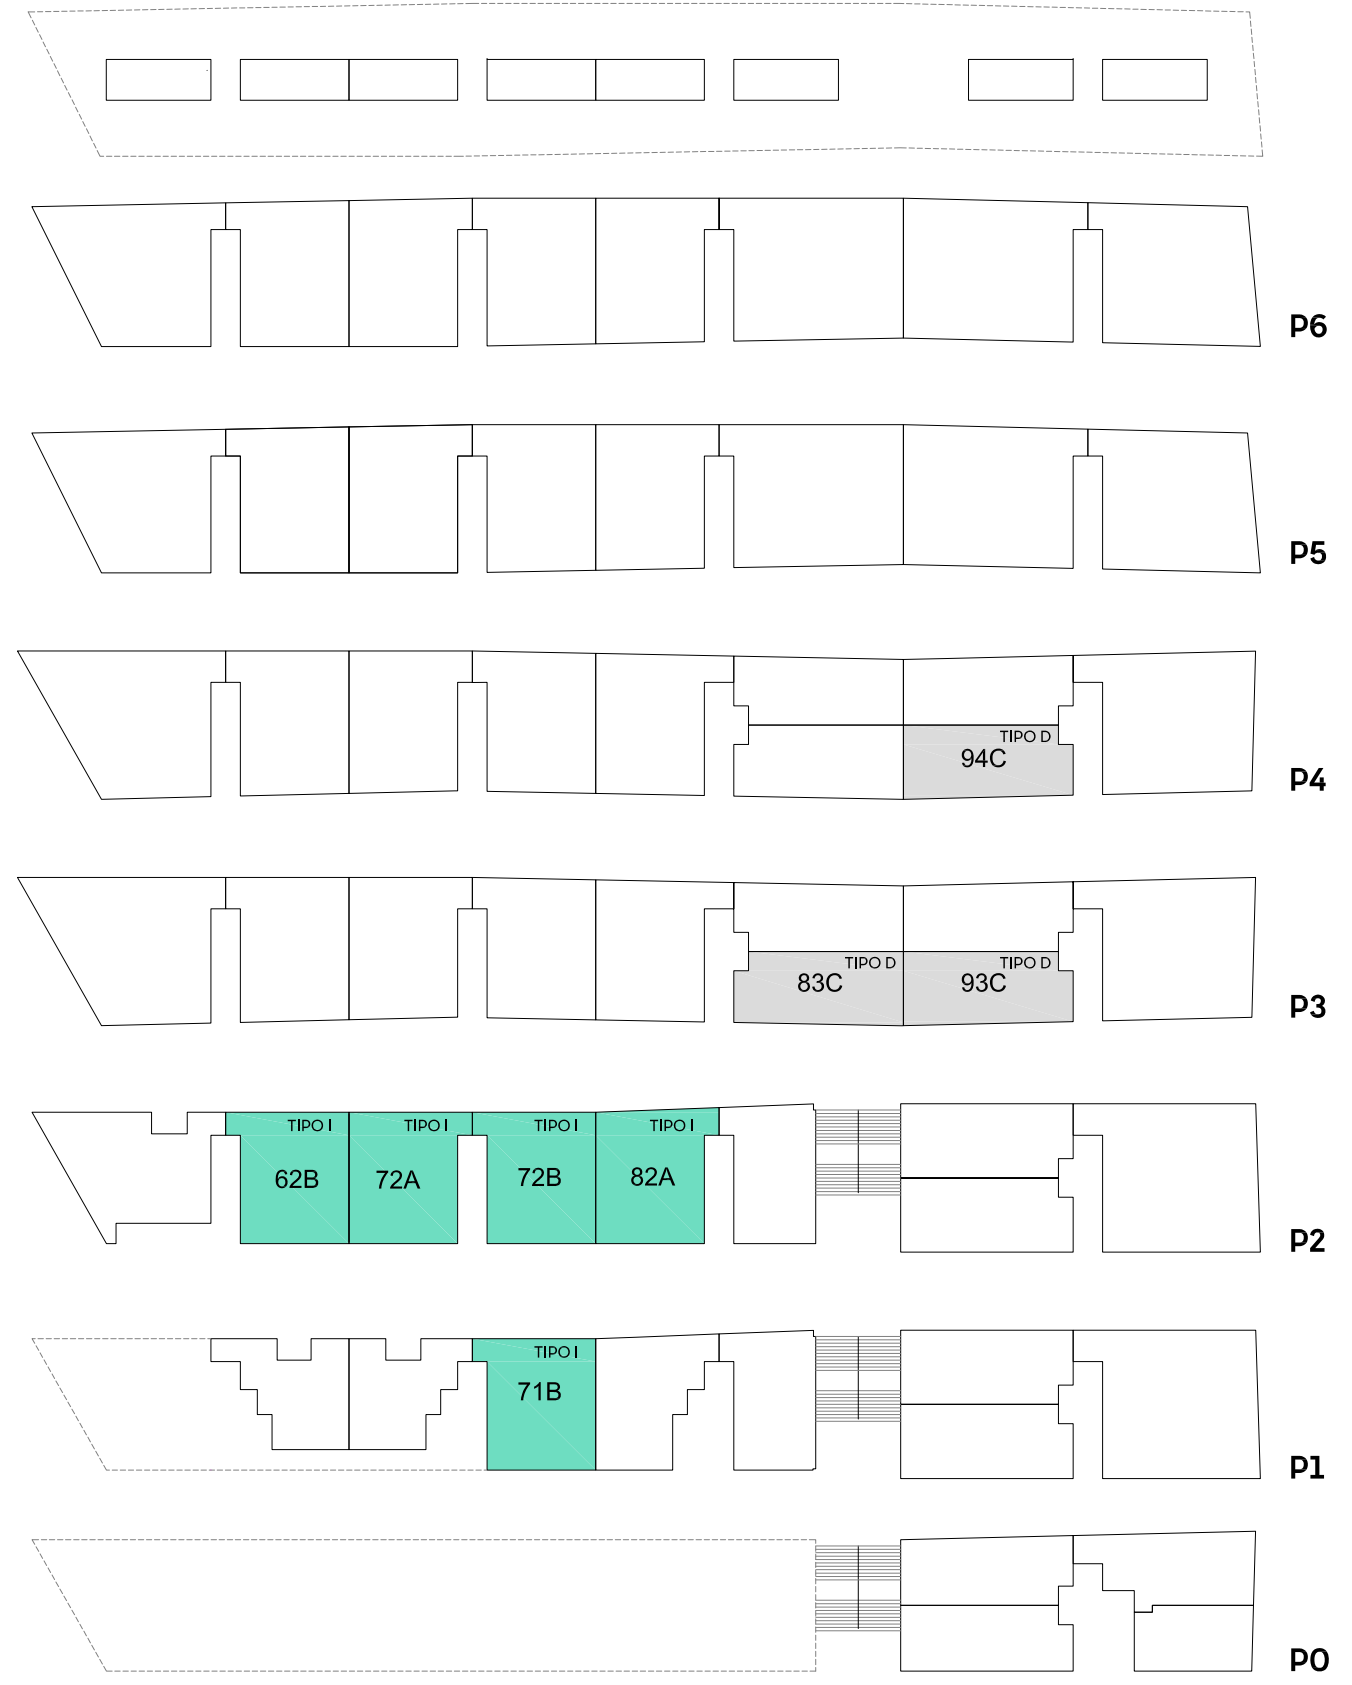 P6
P5
TIPO D
94C
P4
TIPO D TIPO D
83C 93C
P3
TIPO I TIPO I TIPO I TIPO I
62B 72A 72B 82A
P2
TIPO I
71B
P1
P0